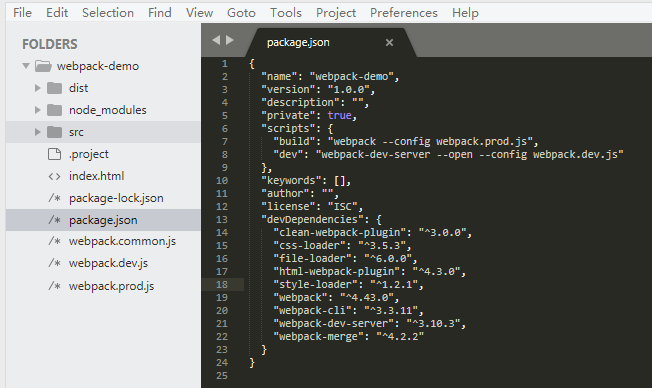 File Edit Selection Find View Goto Tools Project Preferences Help
FOLDERS
webpack-demo
dist
node_modules
src
.project
index.html
package-lock.json
package.json
webpack.common.js
webpack.dev.js
webpack.prod.js
package.json
1 {
2 "name": "webpack-demo",
3 "version": "1.0.0",
4 "description": "",
5 "private": true,
6 "scripts": {
7 "build": "webpack --config webpack.prod.js",
8 "dev": "webpack-dev-server --open --config webpack.dev.js"
9 },
10 "keywords": [],
11 "author": "",
12 "license": "ISC",
13 "devDependencies": {
14 "clean-webpack-plugin": "^3.0.0",
15 "css-loader": "^3.5.3",
16 "file-loader": "^6.0.0",
17 "html-webpack-plugin": "^4.3.0",
18 "style-loader": "^1.2.1",
19 "webpack": "^4.43.0",
20 "webpack-cli": "^3.3.11",
21 "webpack-dev-server": "^3.10.3",
22 "webpack-merge": "^4.2.2"
23 }
24 }
25